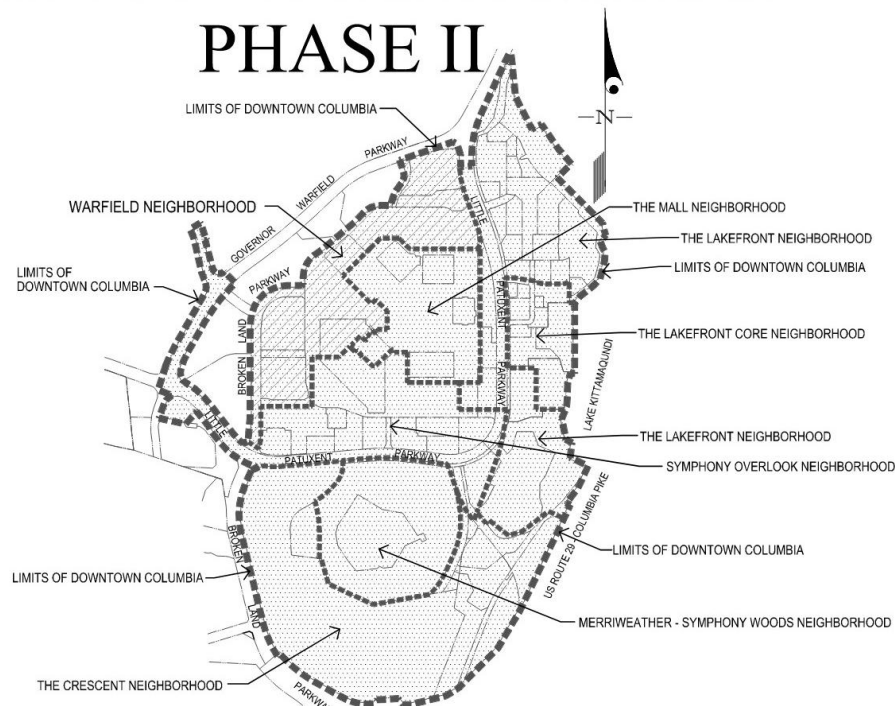 PHASE II
LIMITS OF DOWNTOWN COLUMBIA
N
PARKWAY
WARFIELD
GOVERNOR
WARFIELD NEIGHBORHOOD
LITTLE
THE MALL NEIGHBORHOOD
THE LAKEFRONT NEIGHBORHOOD
LIMITS OF
DOWNTOWN COLUMBIA
LIMITS OF DOWNTOWN COLUMBIA
PARKWAY
PATUXENT
BROKEN LAND
THE LAKEFRONT CORE NEIGHBORHOOD
PARKWAY
LAKE KITTAMAQUNDI
LITTLE
THE LAKEFRONT NEIGHBORHOOD
PATUXENT
PARKWAY
SYMPHONY OVERLOOK NEIGHBORHOOD
US ROUTE 29 - COLUMBIA PIKE
BROKEN
LIMITS OF DOWNTOWN COLUMBIA
LIMITS OF DOWNTOWN COLUMBIA
LAND
MERRIWEATHER - SYMPHONY WOODS NEIGHBORHOOD
THE CRESCENT NEIGHBORHOOD